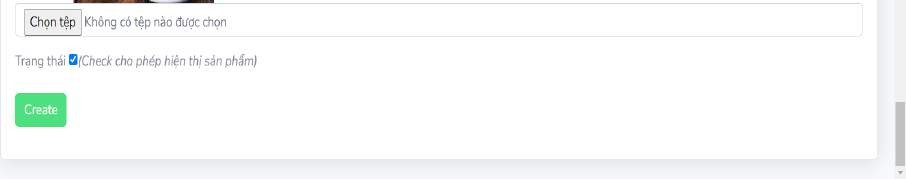 Chọn tệp Không có tệp nào được chọn
Trạng thái (Check cho phép hiện thị sản phẩm)
Create